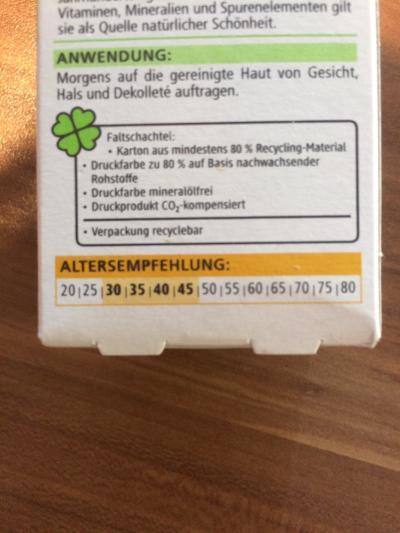 Vitaminen, Mineralien und Spurenelementen gilt
sie als Quelle natürlicher Schönheit.
ANWENDUNG:
Morgens auf die gereinigte Haut von Gesicht,
Hals und Dekolleté auftragen.
Faltschachtel:
• Karton aus mindestens 80 % Recycling-Material
• Druckfarbe zu 80 % auf Basis nachwachsender
Rohstoffe
• Druckfarbe mineralölfrei
• Druckprodukt CO₂-kompensiert
• Verpackung recyclebar
ALTERSEMPFEHLUNG:
20|25|30|35|40|45|50|55|60|65|70|75|80